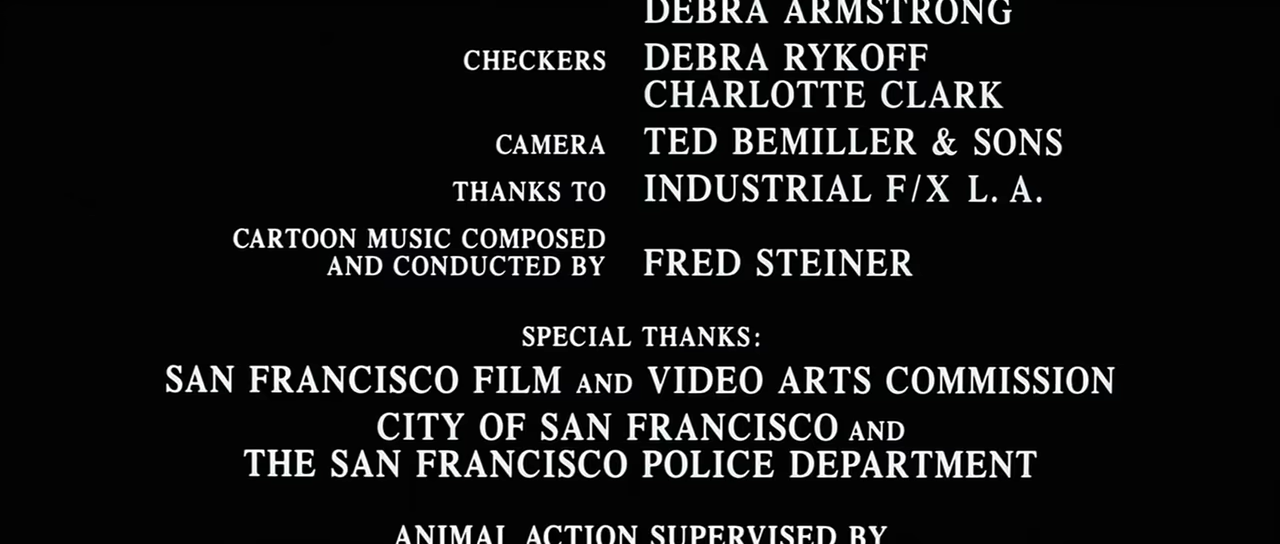 DEBRA ARMSTRONG
CHECKERS DEBRA RYKOFF
CHARLOTTE CLARK
CAMERA TED BEMILLER & SONS
THANKS TO INDUSTRIAL F/X L. A.
CARTOON MUSIC COMPOSED
AND CONDUCTED BY FRED STEINER
SPECIAL THANKS:
SAN FRANCISCO FILM AND VIDEO ARTS COMMISSION
CITY OF SAN FRANCISCO AND
THE SAN FRANCISCO POLICE DEPARTMENT
ANIMAL ACTION SUPERVISED BY